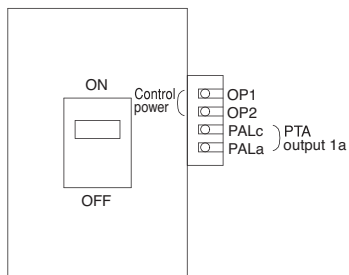 ON
OFF
Control
power
OP1
OP2
PALc
PALa
PTA
output 1a